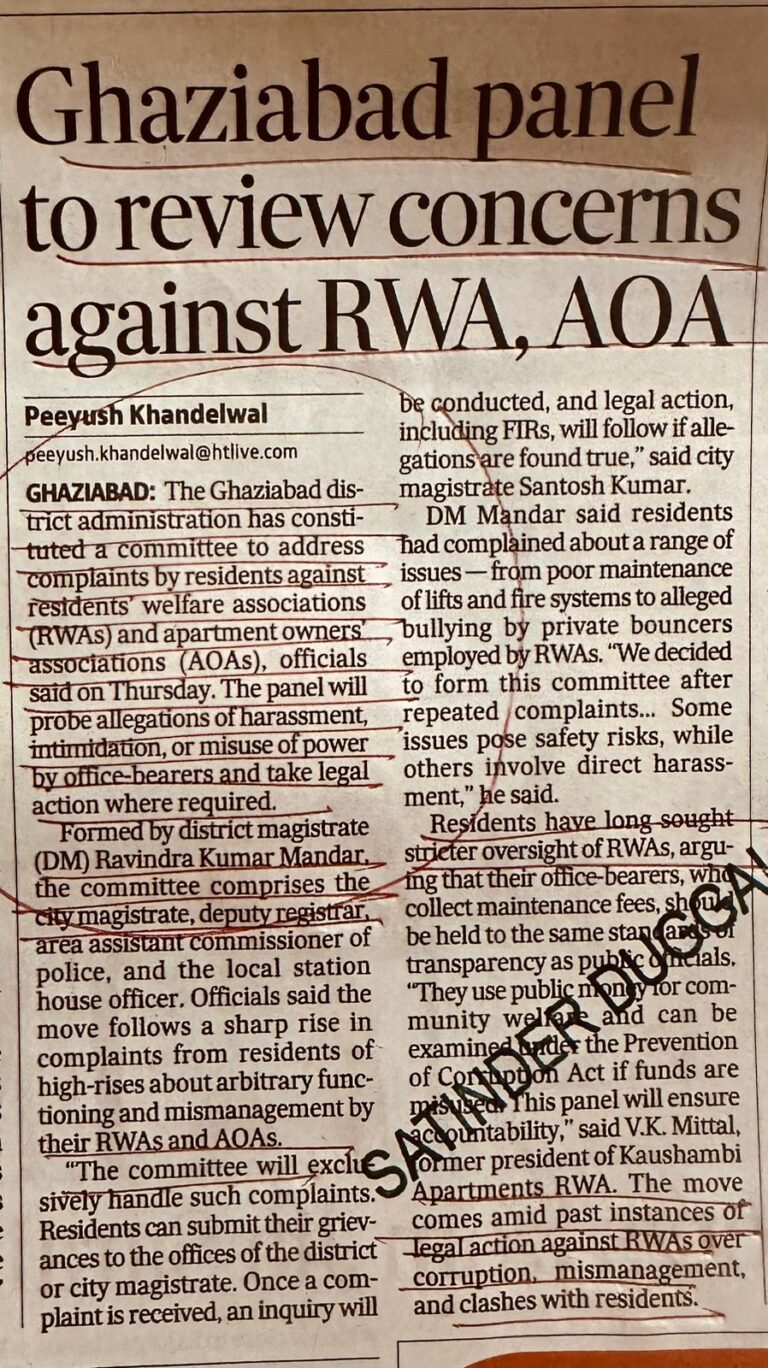 Ghaziabad panel
to review concerns
against RWA, AOA
Peeyush Khandelwal
peeyush.khandelwal@htlive.com
GHAZIABAD: The Ghaziabad dis-
trict administration has consti-
tuted a committee to address
complaints by residents against
residents' welfare associations
(RWAs) and apartment owners'
associations (AOAs), officials
said on Thursday. The panel will
probe allegations of harassment,
intimidation, or misuse of power
by office-bearers and take legal
action where required.
Formed by district magistrate
(DM) Ravindra Kumar Mandar,
the committee comprises the
city magistrate, deputy registrar,
area assistant commissioner of
police, and the local station
house officer. Officials said the
move follows a sharp rise in
complaints from residents of
high-rises about arbitrary func-
tioning and mismanagement by
their RWAs and AOAs.
"The committee will exclu-
sively handle such complaints.
Residents can submit their griev-
ances to the offices of the district
or city magistrate. Once a com-
plaint is received, an inquiry will
be conducted, and legal action,
including FIRs, will follow if alle-
gations are found true," said city
magistrate Santosh Kumar.
DM Mandar said residents
had complained about a range of
issues — from poor maintenance
of lifts and fire systems to alleged
bullying by private bouncers
employed by RWAs. "We decided
to form this committee after
repeated complaints... Some
issues pose safety risks, while
others involve direct harass-
ment," he said.
Residents have long sought
stricter oversight of RWAs, argu-
ing that their office-bearers, who
collect maintenance fees, should
be held to the same standards of
transparency as public officials.
"They use public money for com-
munity welfare and can be
examined under the Prevention
of Corruption Act if funds are
misused. This panel will ensure
accountability," said V.K. Mittal,
former president of Kaushambi
Apartments RWA. The move
comes amid past instances of
legal action against RWAs over
corruption, mismanagement,
and clashes with residents.
SATINDER DUGGAL